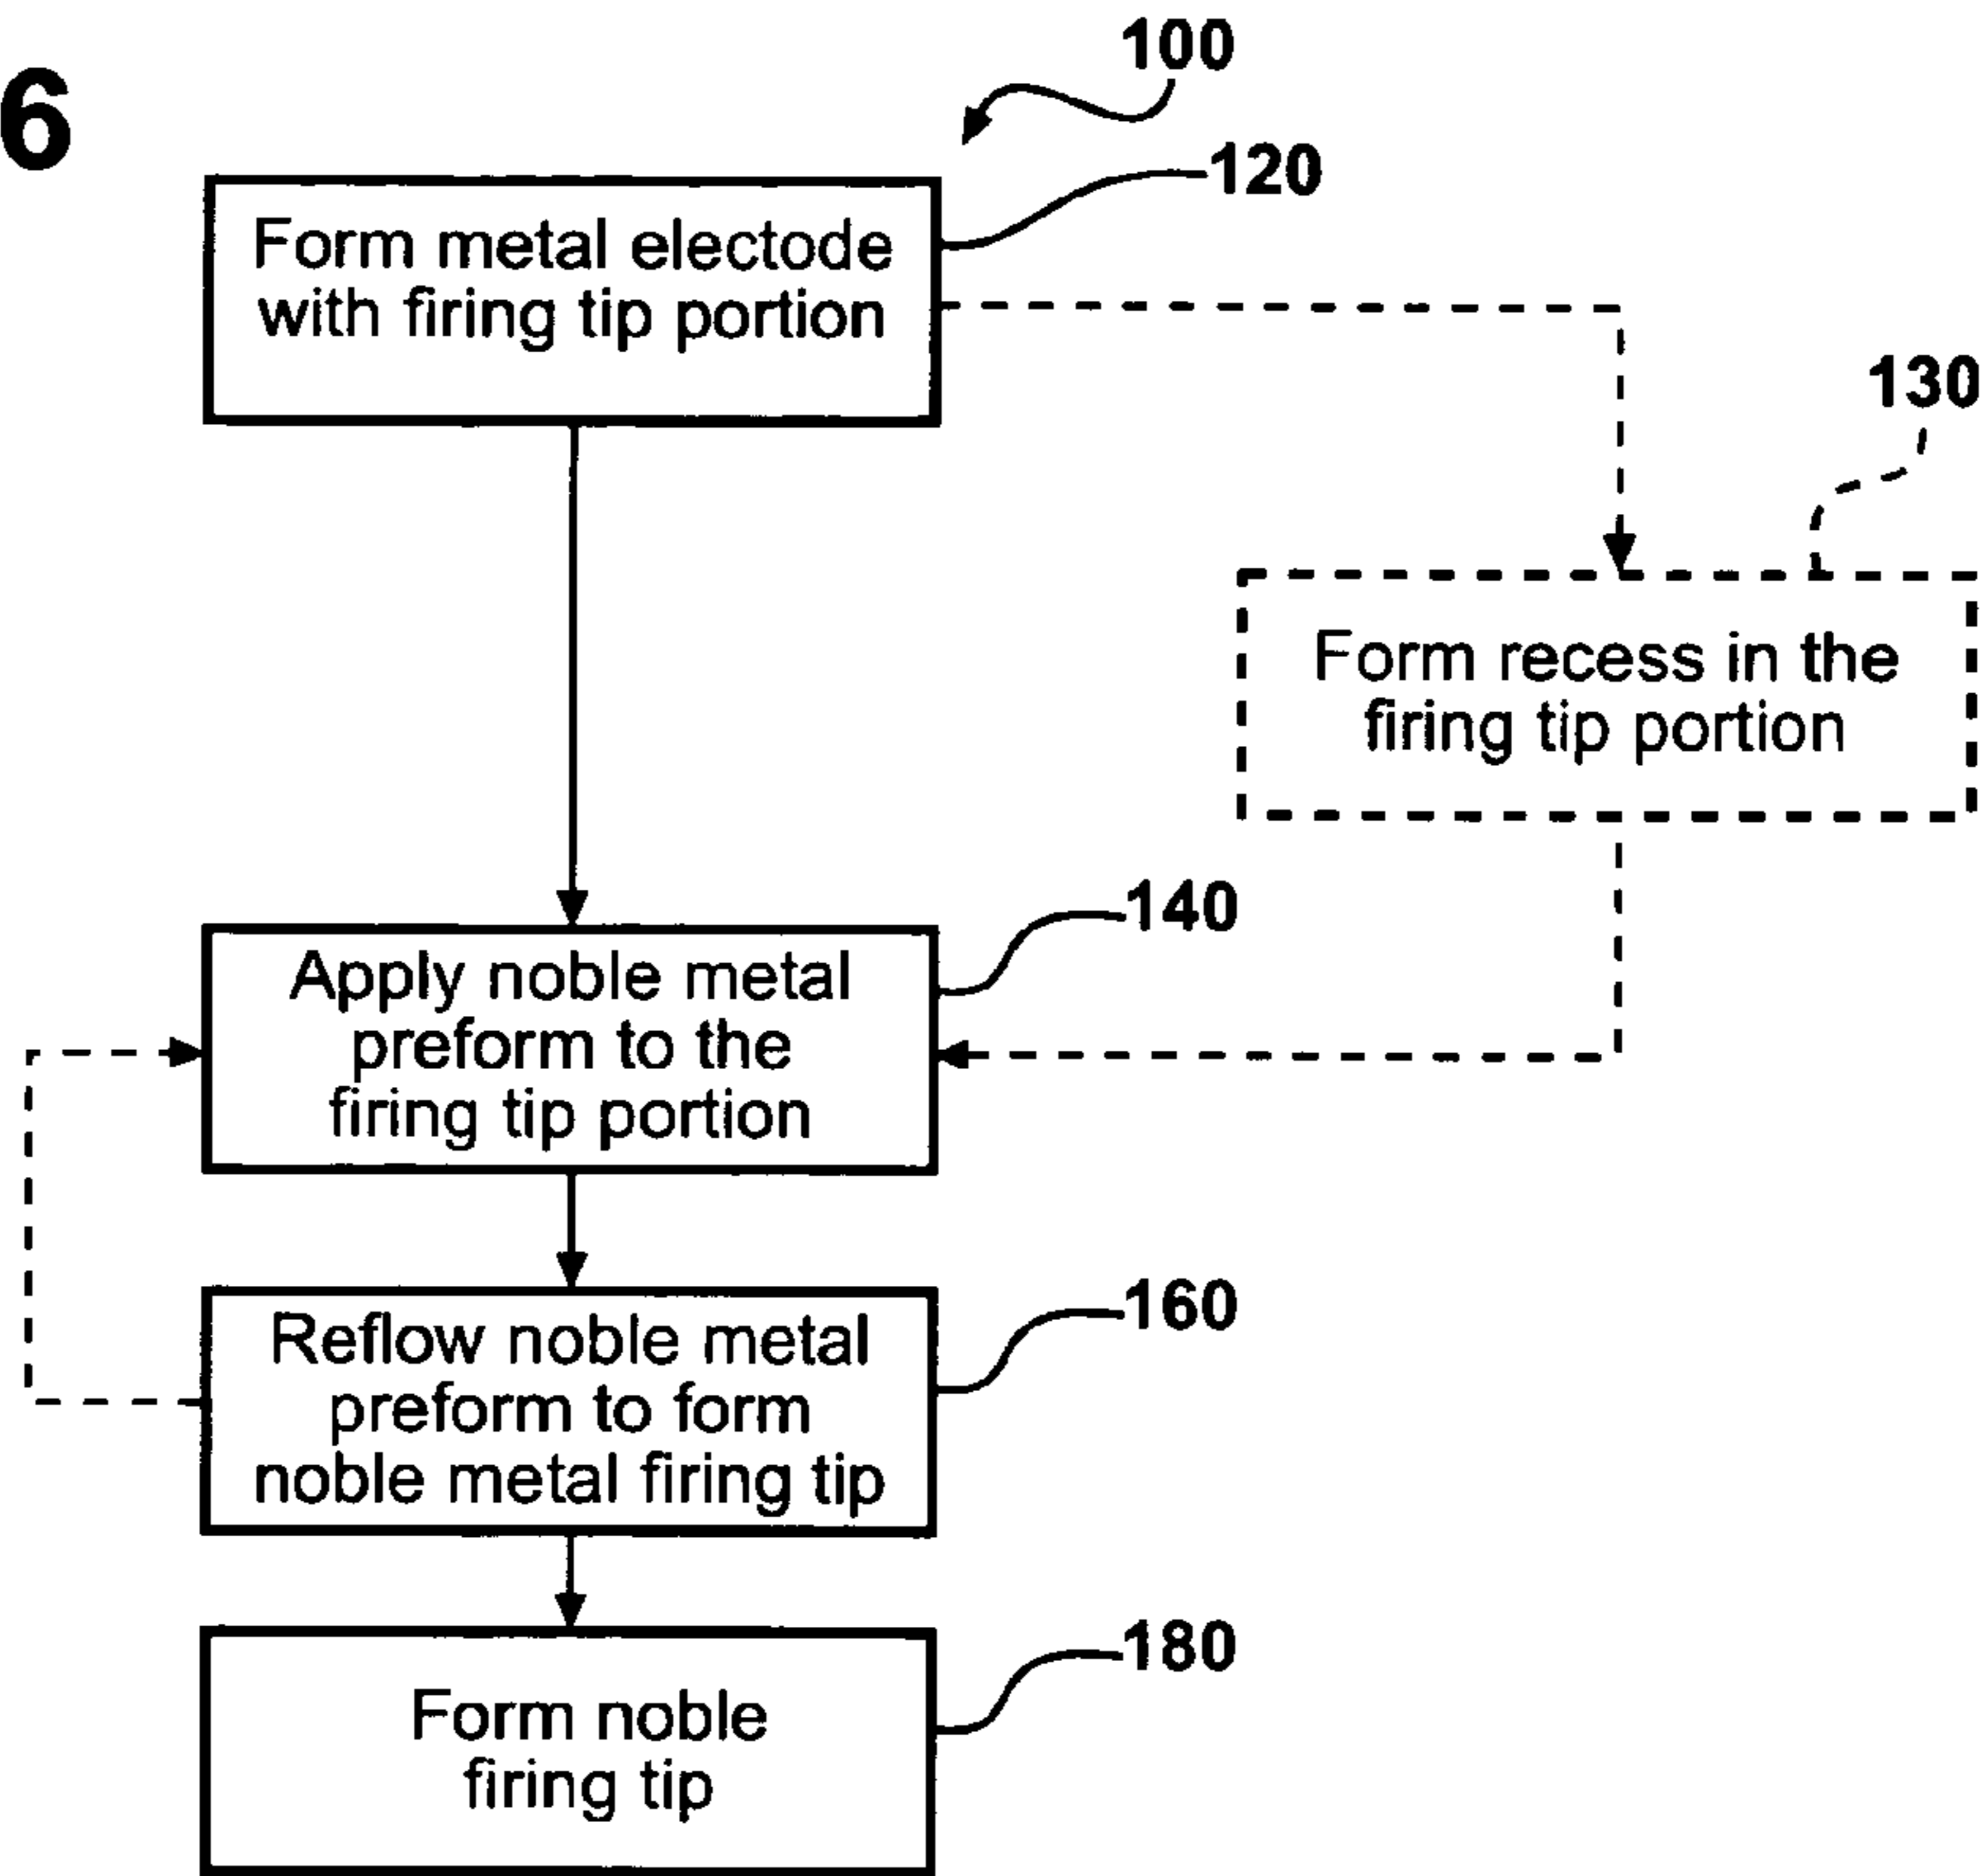 6
100
120
Form metal electode
with firing tip portion
130
Form recess in the
firing tip portion
140
Apply noble metal
preform to the
firing tip portion
160
Reflow noble metal
preform to form
noble metal firing tip
180
Form noble
firing tip